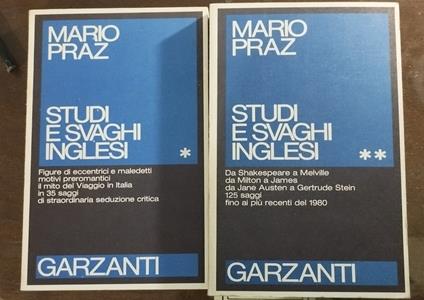 MARIO
PRAZ
STUDI
E SVAGHI
INGLESI *
Figure di eccentrici e maledetti
motivi preromantici
il mito del Viaggio in Italia
in 35 saggi
di straordinaria seduzione critica
GARZANTI
MARIO
PRAZ
STUDI
E SVAGHI
INGLESI **
Da Shakespeare a Melville
da Milton a James
da Jane Austen a Gertrude Stein
125 saggi
fino ai più recenti del 1980
GARZANTI